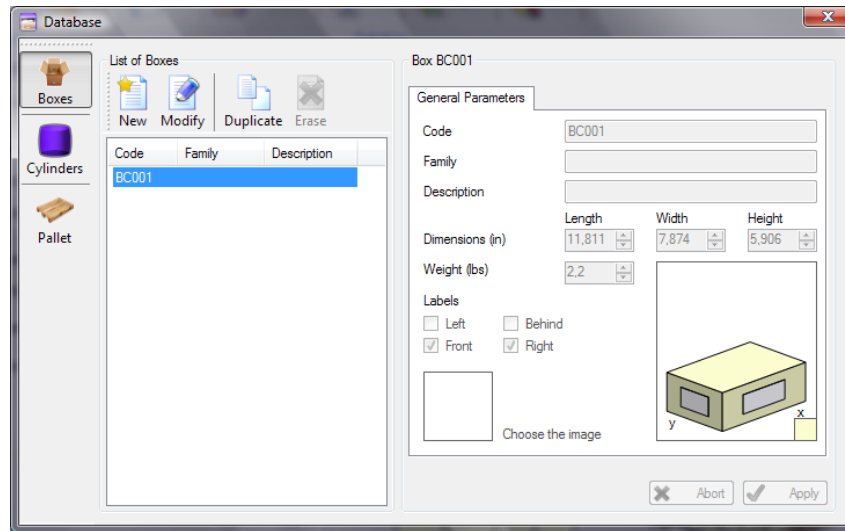 Database
Boxes
Cylinders
Pallet
List of Boxes
New Modify Duplicate Erase
Code Family Description
BC001
Box BC001
General Parameters
Code BC001
Family
Description
Length Width Height
Dimensions (in) 11,811 7,874 5,906
Weight (lbs) 2,2
Labels
Left Behind
Front Right
y x
Choose the image
Abort Apply